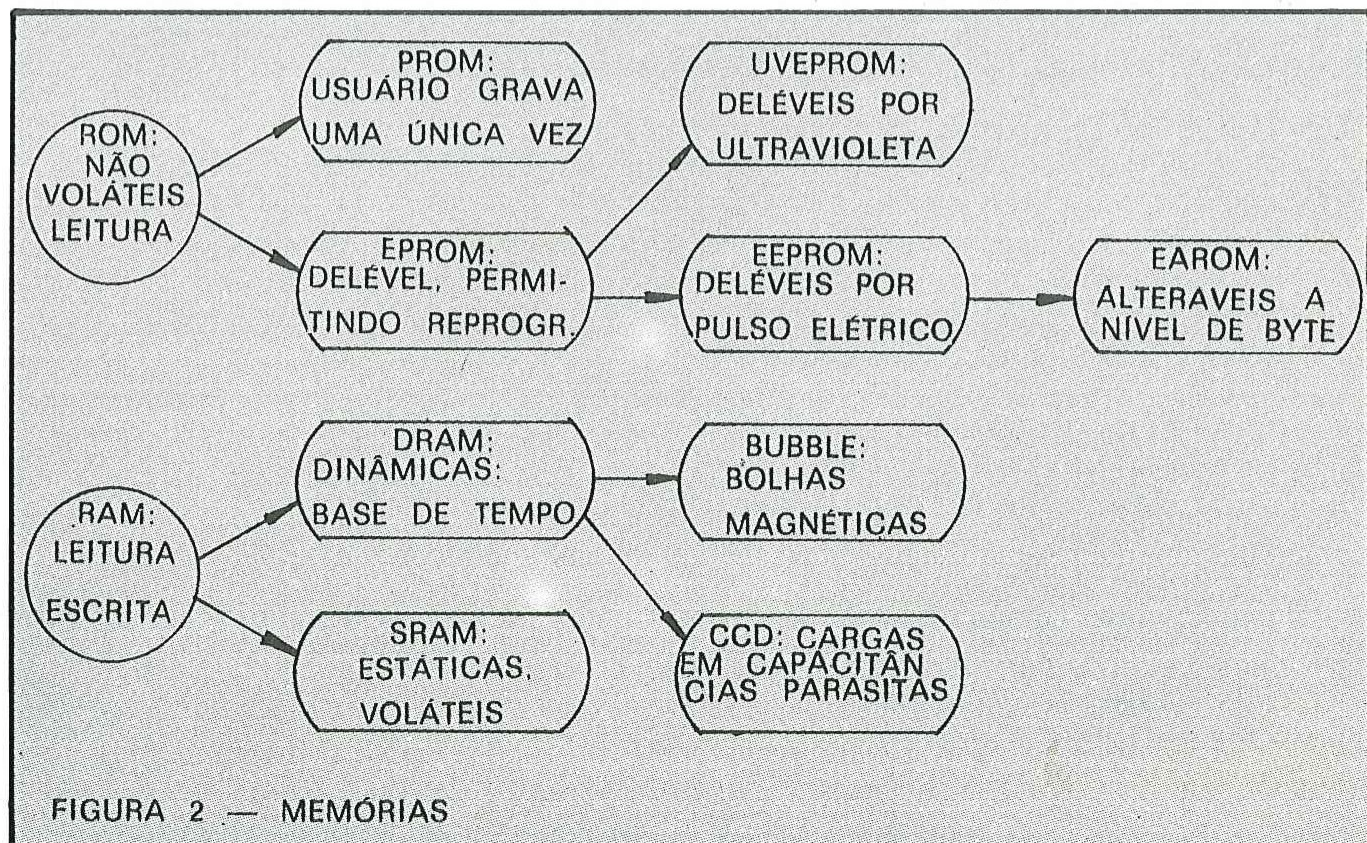 ROM:
NÃO
VOLÁTEIS
LEITURA
PROM:
USUÁRIO GRAVA
UMA ÚNICA VEZ
EPROM:
DELÉVEL, PERMI-
TINDO REPROGR.
UVEPROM:
DELÉVEIS POR
ULTRAVIOLETA
EEPROM:
DELÉVEIS POR
PULSO ELÉTRICO
EAROM:
ALTERAVEIS A
NÍVEL DE BYTE
RAM:
LEITURA
ESCRITA
DRAM:
DINÂMICAS:
BASE DE TEMPO
SRAM:
ESTÁTICAS,
VOLÁTEIS
BUBBLE:
BOLHAS
MAGNÉTICAS
CCD: CARGAS
EM CAPACITÂN
CIAS PARASITAS
FIGURA 2 — MEMÓRIAS